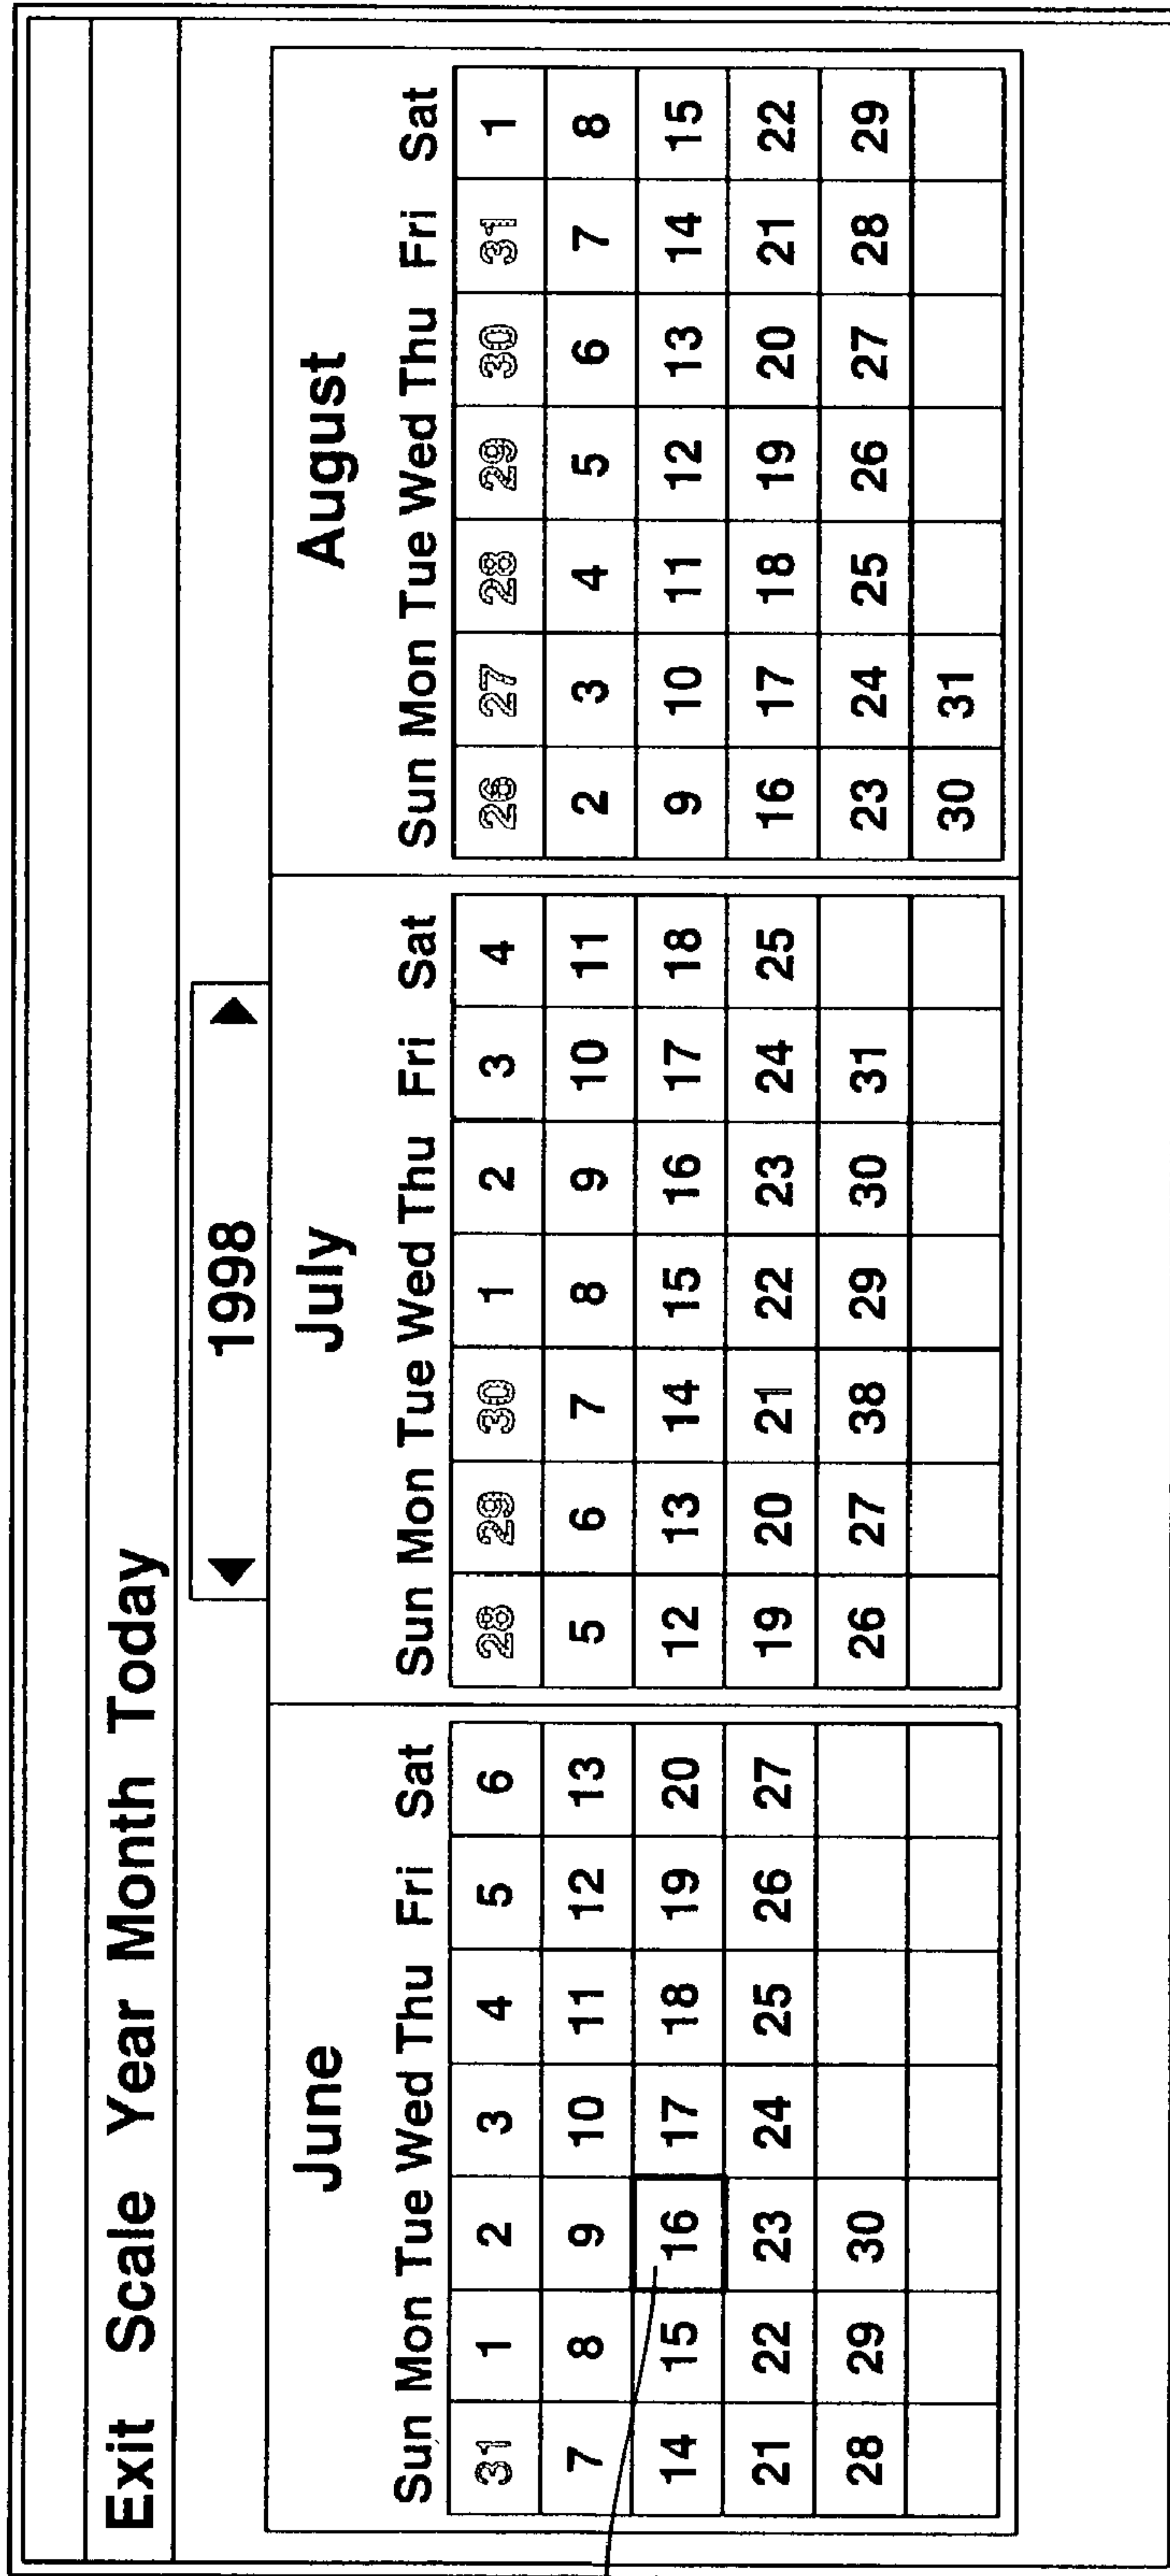 Exit Scale Year Month Today
1998
June
Sun Mon Tue Wed Thu Fri Sat
31 1 2 3 4 5 6
7 8 9 10 11 12 13
14 15 16 17 18 19 20
21 22 23 24 25 26 27
28 29 30
July
Sun Mon Tue Wed Thu Fri Sat
28 29 30 1 2 3 4
5 6 7 8 9 10 11
12 13 14 15 16 17 18
19 20 21 22 23 24 25
26 27 38 29 30 31
August
Sun Mon Tue Wed Thu Fri Sat
26 27 28 29 30 31 1
2 3 4 5 6 7 8
9 10 11 12 13 14 15
16 17 18 19 20 21 22
23 24 25 26 27 28 29
30 31